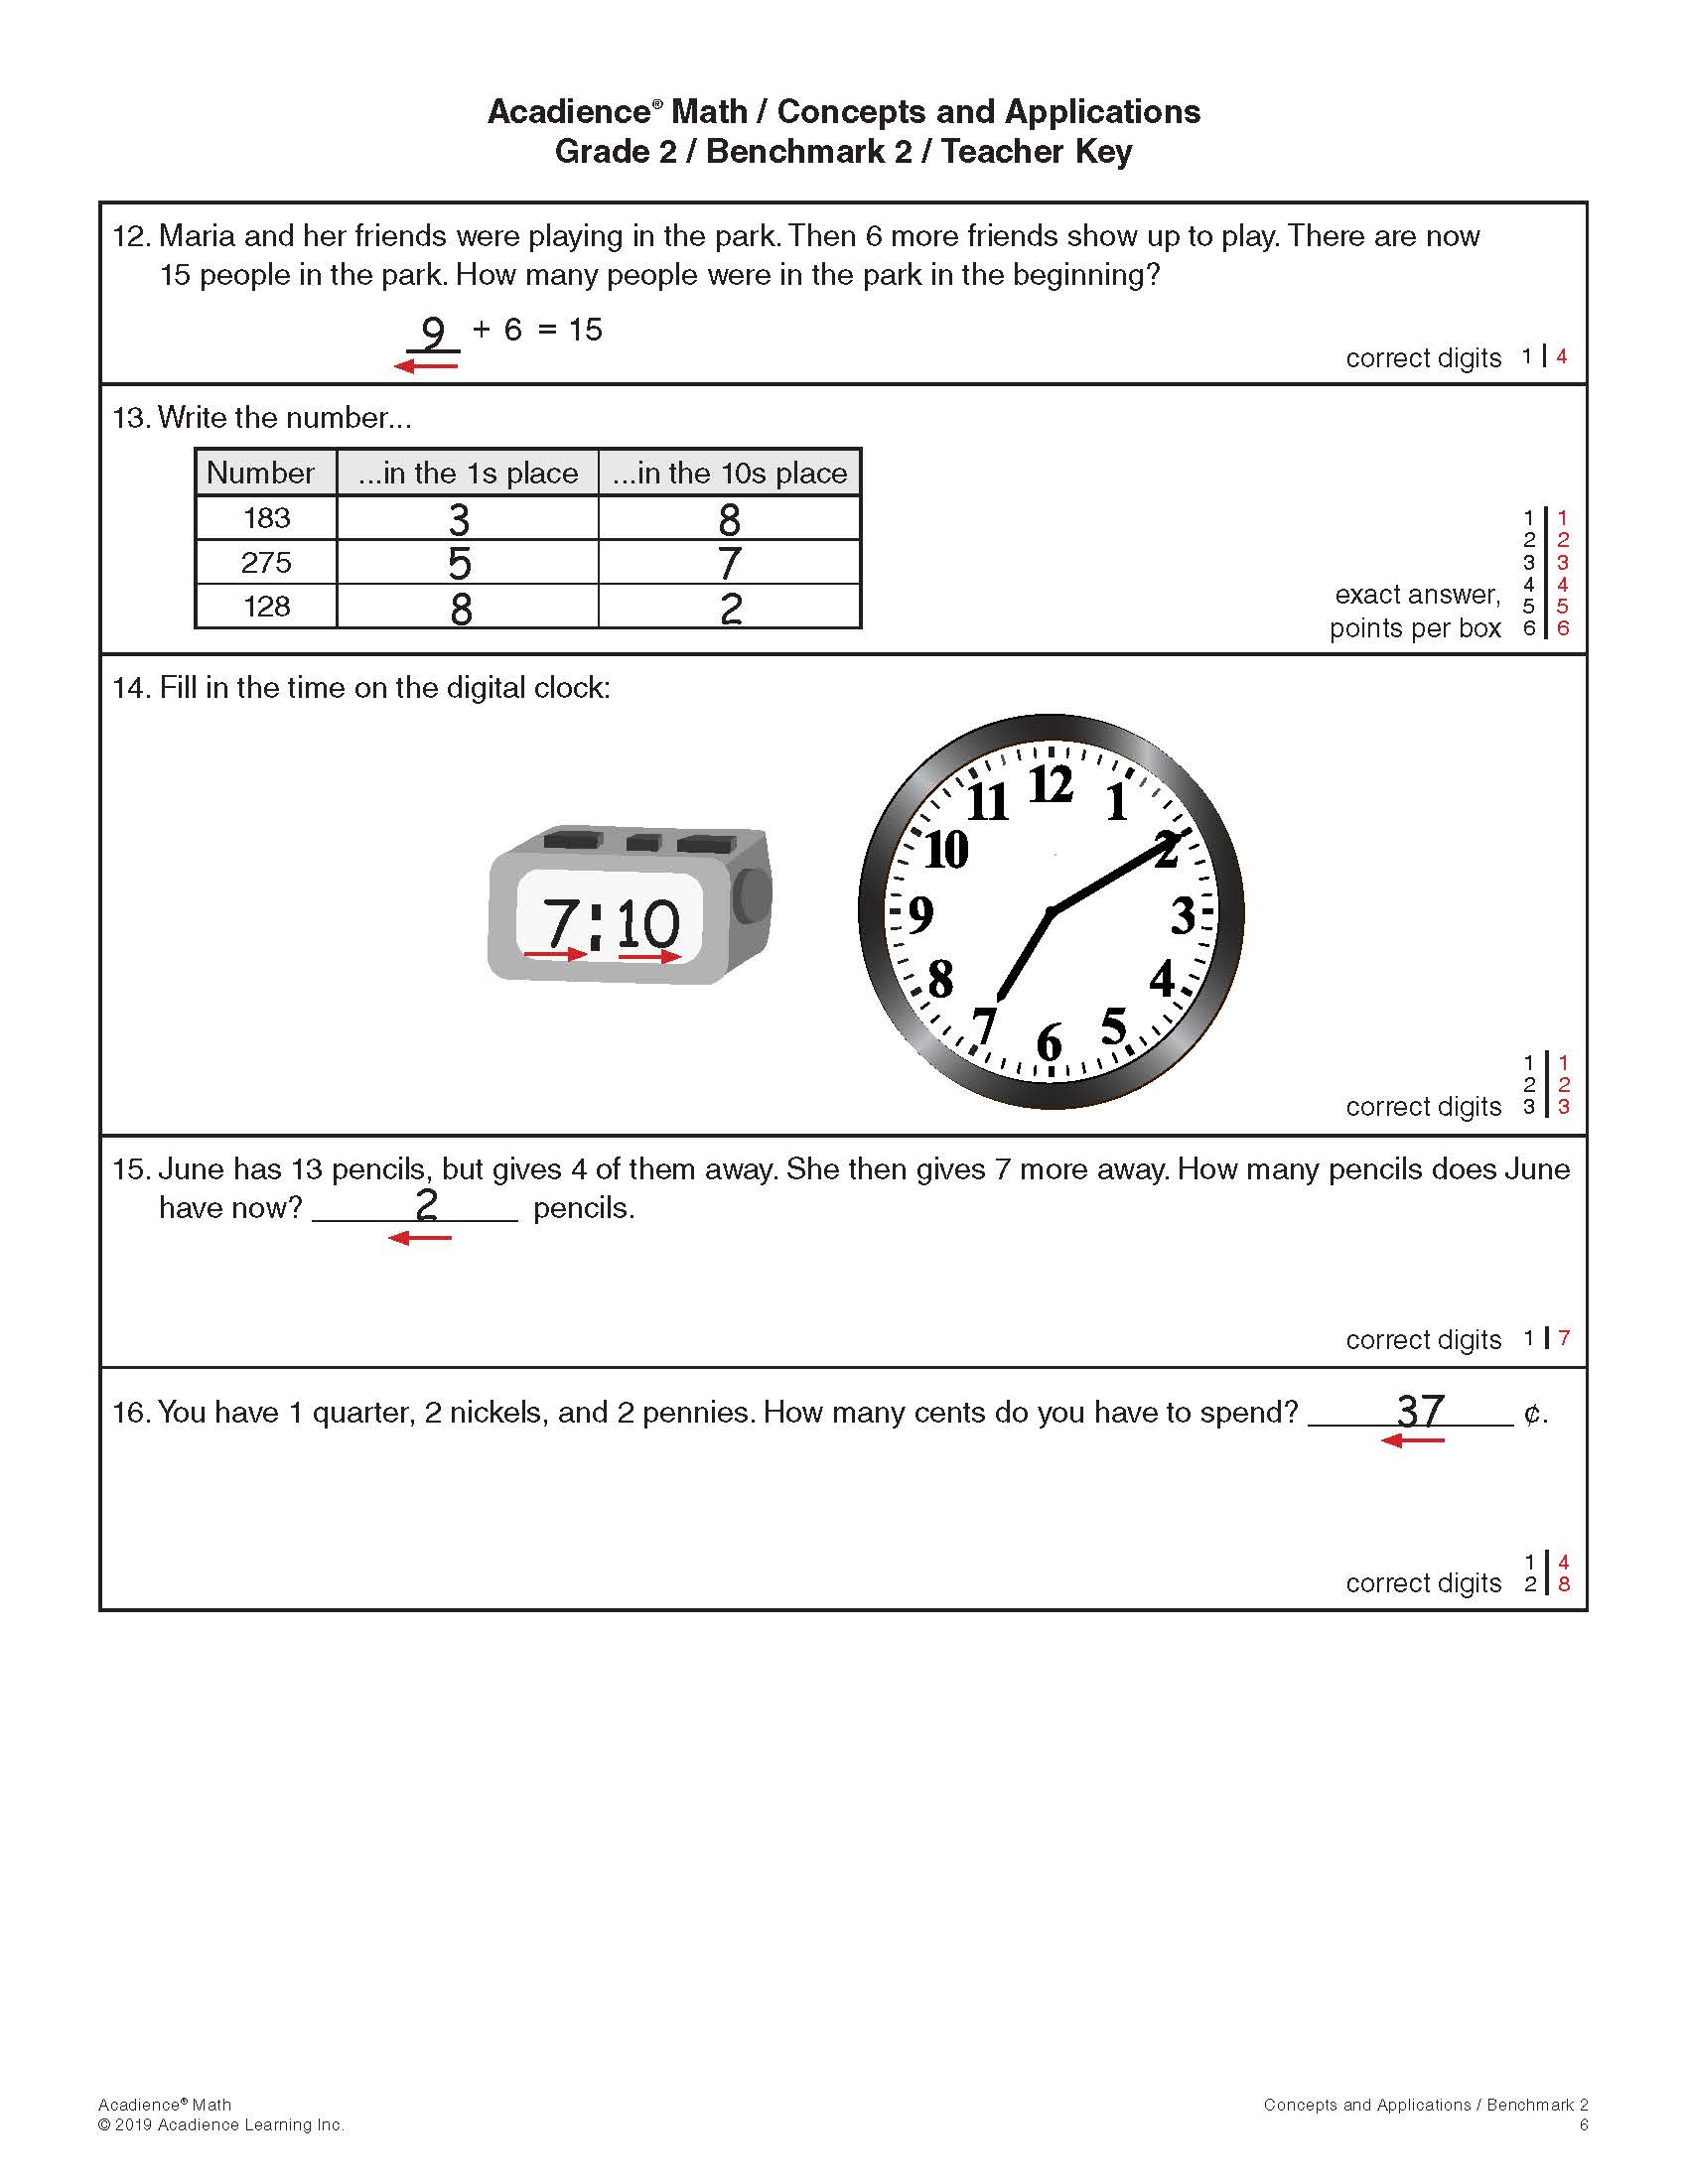 Acadience® Math / Concepts and Applications
Grade 2 / Benchmark 2 / Teacher Key
12. Maria and her friends were playing in the park. Then 6 more friends show up to play. There are now
15 people in the park. How many people were in the park in the beginning?
9 + 6 = 15
correct digits 1 | 4
13. Write the number...
Number ...in the 1s place ...in the 10s place
183 3 8
275 5 7
128 8 2
1 | 1
2 | 2
3 | 3
exact answer, 4 | 4
5 | 5
points per box 6 | 6
14. Fill in the time on the digital clock:
7:10
12
11 1
10 2
9 3
8 4
7 5
6
1 | 1
2 | 2
correct digits 3 | 3
15. June has 13 pencils, but gives 4 of them away. She then gives 7 more away. How many pencils does June
have now? 2 pencils.
correct digits 1 | 7
16. You have 1 quarter, 2 nickels, and 2 pennies. How many cents do you have to spend? 37 ¢.
1 | 4
correct digits 2 | 8
Acadience® Math
© 2019 Acadience Learning Inc.
Concepts and Applications / Benchmark 2
6